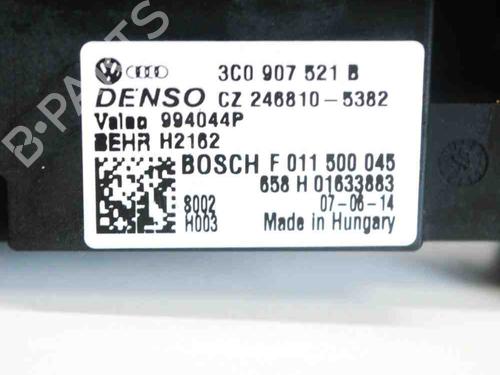 3C0 907 521 B
DENSO CZ 246810-5382
Valeo 994044P
BEHR H2162
BOSCH F 011 500 045
658 H 01633883
8002 07-06-14
H003 Made in Hungary
B-PARTS